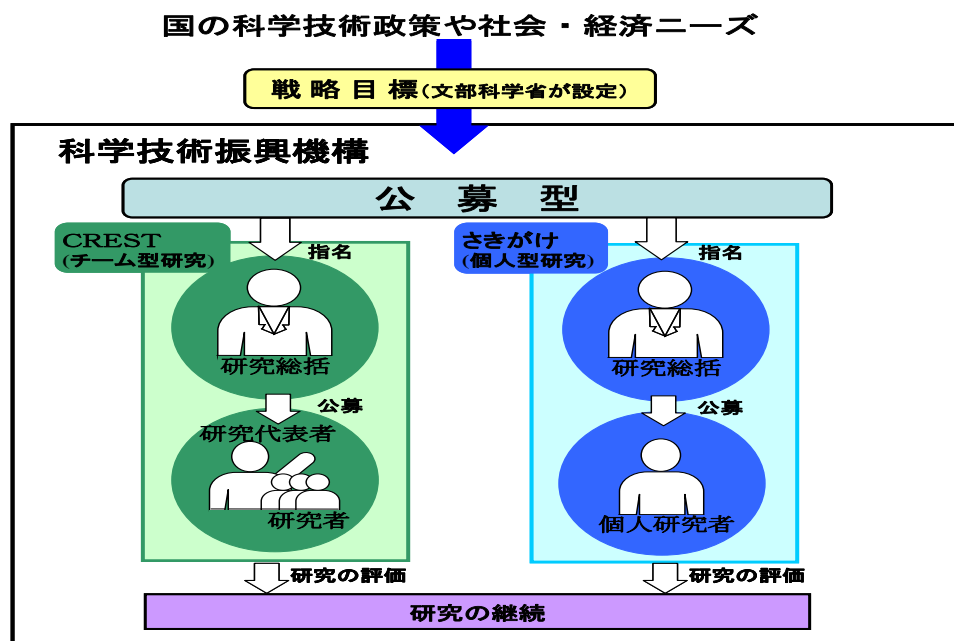 国の科学技術政策や社会・経済ニーズ
戦略目標(文部科学省が設定)
科学技術振興機構
公募型
CREST
(チーム型研究)
指名
研究総括
公募
研究代表者
研究者
研究の評価
さきがけ
(個人型研究)
指名
研究総括
公募
個人研究者
研究の評価
研究の継続